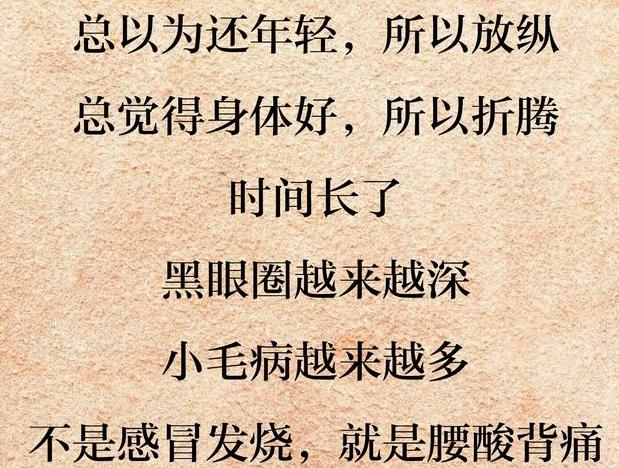 总以为还年轻，所以放纵
总觉得身体好，所以折腾
时间长了
黑眼圈越来越深
小毛病越来越多
不是感冒发烧，就是腰酸背痛